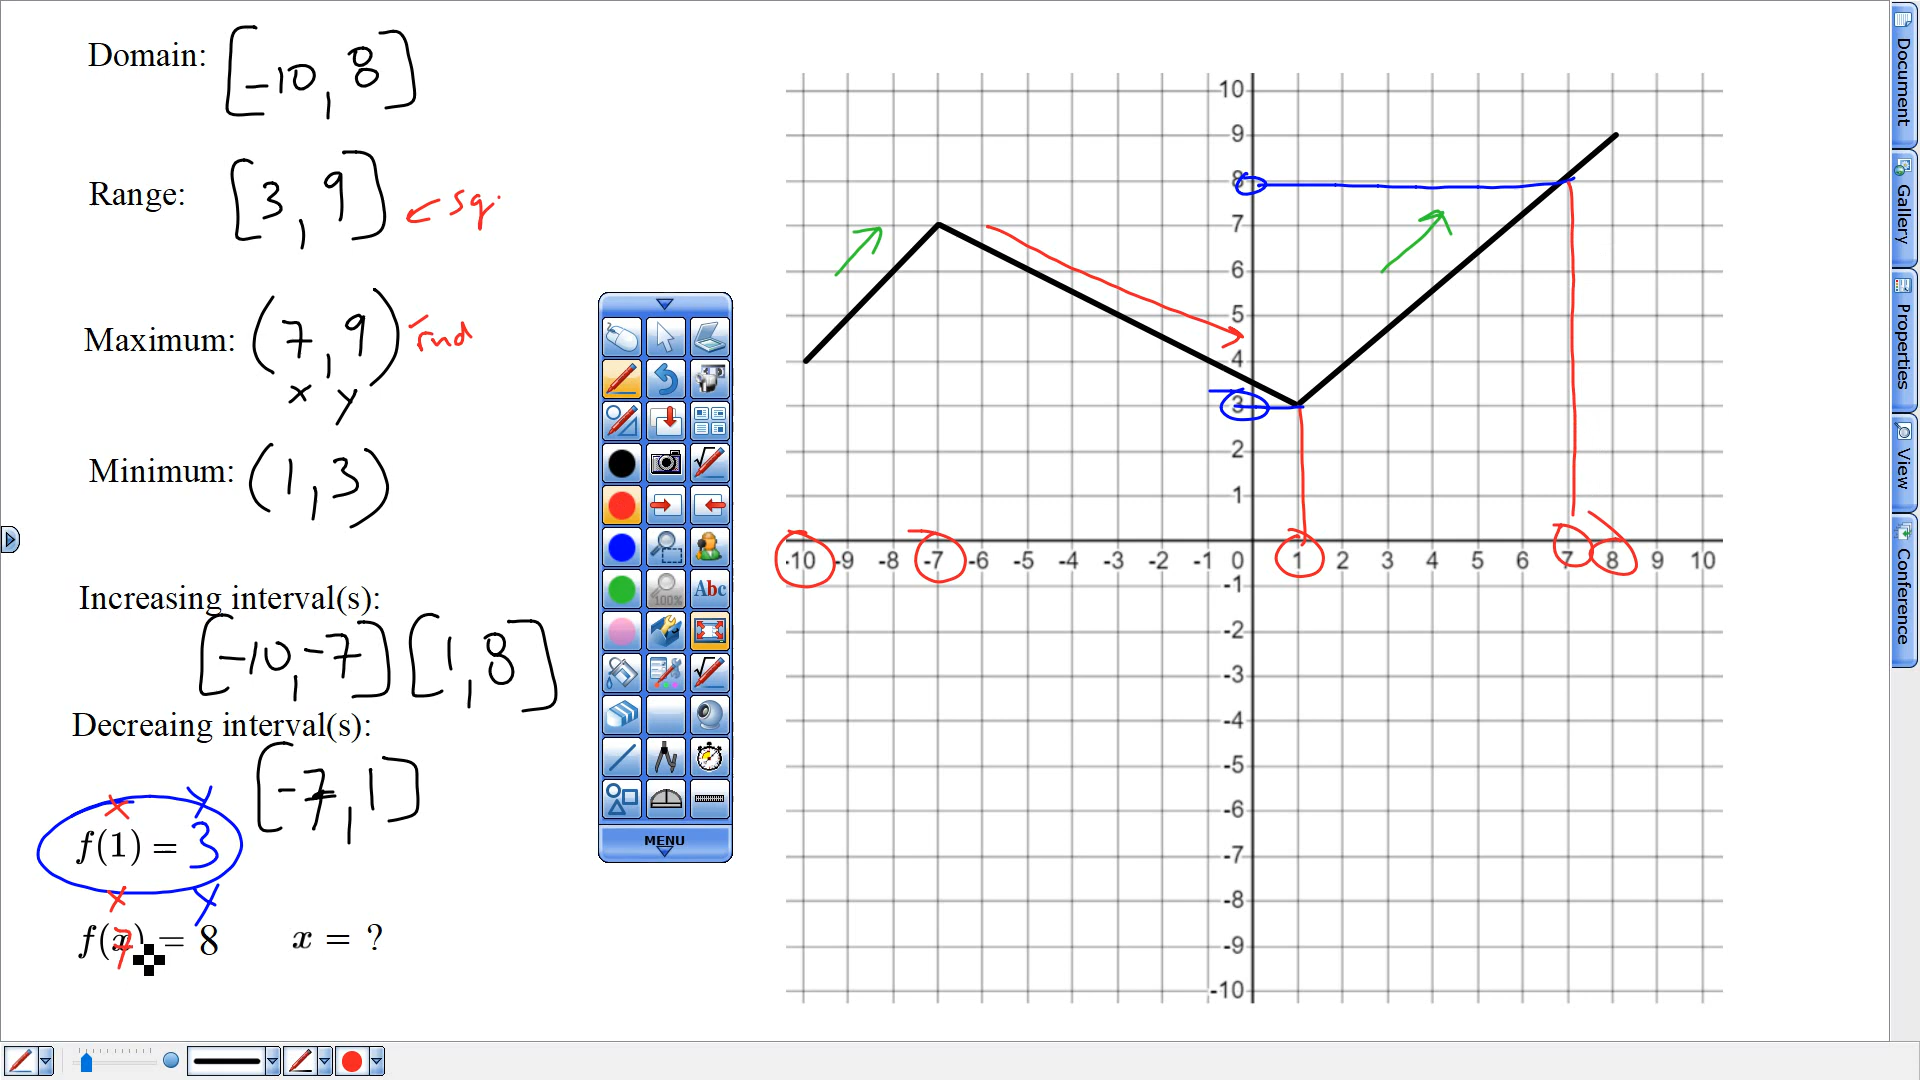 Domain: [-10, 8]
Range: [3, 9] ← sq.
Maximum: (7, 9) rnd
x y
Minimum: (1, 3)
Increasing interval(s):
[-10, -7] [1, 8]
Decreaing interval(s):
[-7, 1]
x y
f(1) = 3
x y
f(7) = 8 x = ?
10
9
8
7
6
5
4
3
2
1
-10 -9 -8 -7 -6 -5 -4 -3 -2 -1 0 1 2 3 4 5 6 7 8 9 10
-1
-2
-3
-4
-5
-6
-7
-8
-9
-10
100%
Abc
MENU
Document
Gallery
Properties
View
Conference